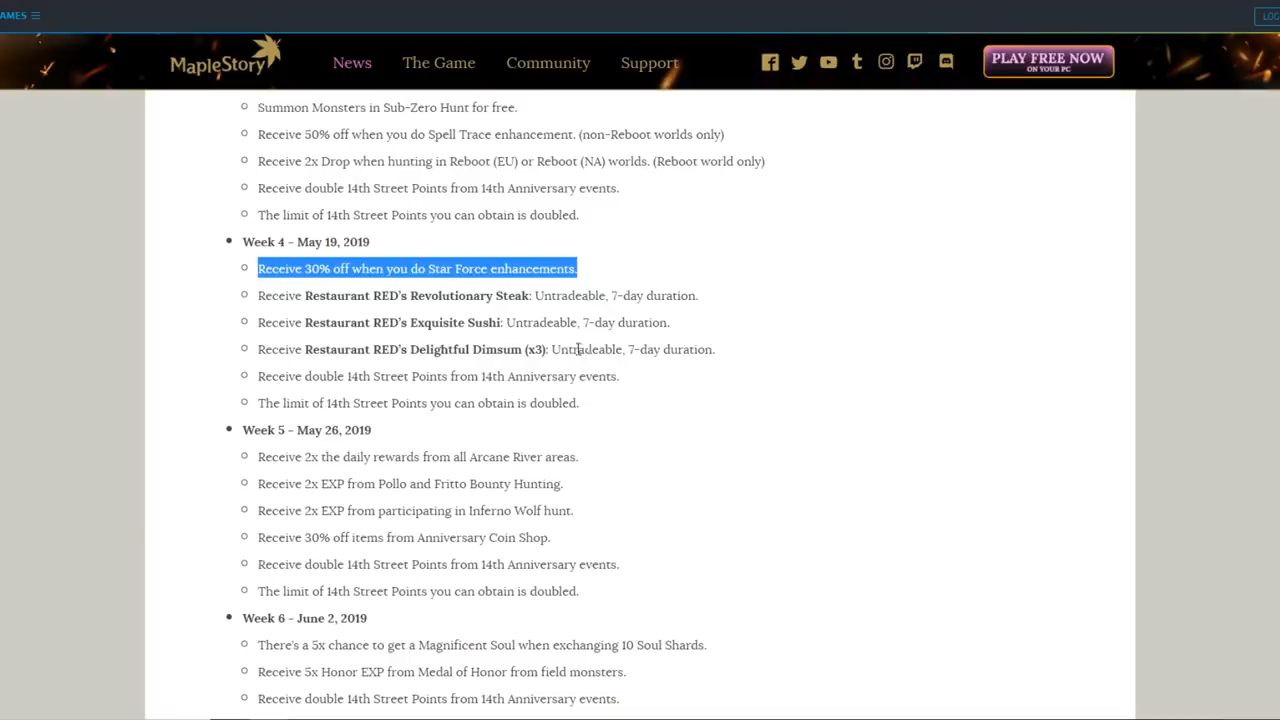 AMES
LOG
MapleStory
News
The Game
Community
Support
PLAY FREE NOW
ON YOUR PC
Summon Monsters in Sub-Zero Hunt for free.
Receive 50% off when you do Spell Trace enhancement. (non-Reboot worlds only)
Receive 2x Drop when hunting in Reboot (EU) or Reboot (NA) worlds. (Reboot world only)
Receive double 14th Street Points from 14th Anniversary events.
The limit of 14th Street Points you can obtain is doubled.
Week 4 - May 19, 2019
Receive 30% off when you do Star Force enhancements.
Receive Restaurant RED's Revolutionary Steak: Untradeable, 7-day duration.
Receive Restaurant RED's Exquisite Sushi: Untradeable, 7-day duration.
Receive Restaurant RED's Delightful Dimsum (x3): Untradeable, 7-day duration.
Receive double 14th Street Points from 14th Anniversary events.
The limit of 14th Street Points you can obtain is doubled.
Week 5 - May 26, 2019
Receive 2x the daily rewards from all Arcane River areas.
Receive 2x EXP from Pollo and Fritto Bounty Hunting.
Receive 2x EXP from participating in Inferno Wolf hunt.
Receive 30% off items from Anniversary Coin Shop.
Receive double 14th Street Points from 14th Anniversary events.
The limit of 14th Street Points you can obtain is doubled.
Week 6 - June 2, 2019
There's a 5x chance to get a Magnificent Soul when exchanging 10 Soul Shards.
Receive 5x Honor EXP from Medal of Honor from field monsters.
Receive double 14th Street Points from 14th Anniversary events.